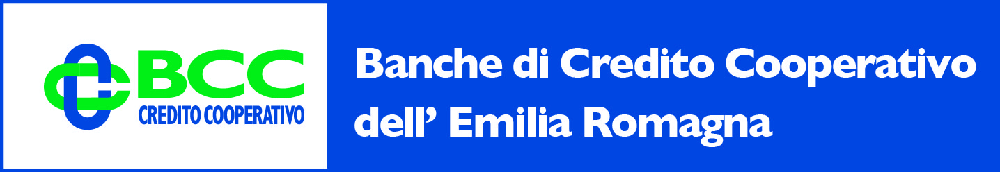 BCC
CREDITO COOPERATIVO
Banche di Credito Cooperativo
dell’ Emilia Romagna